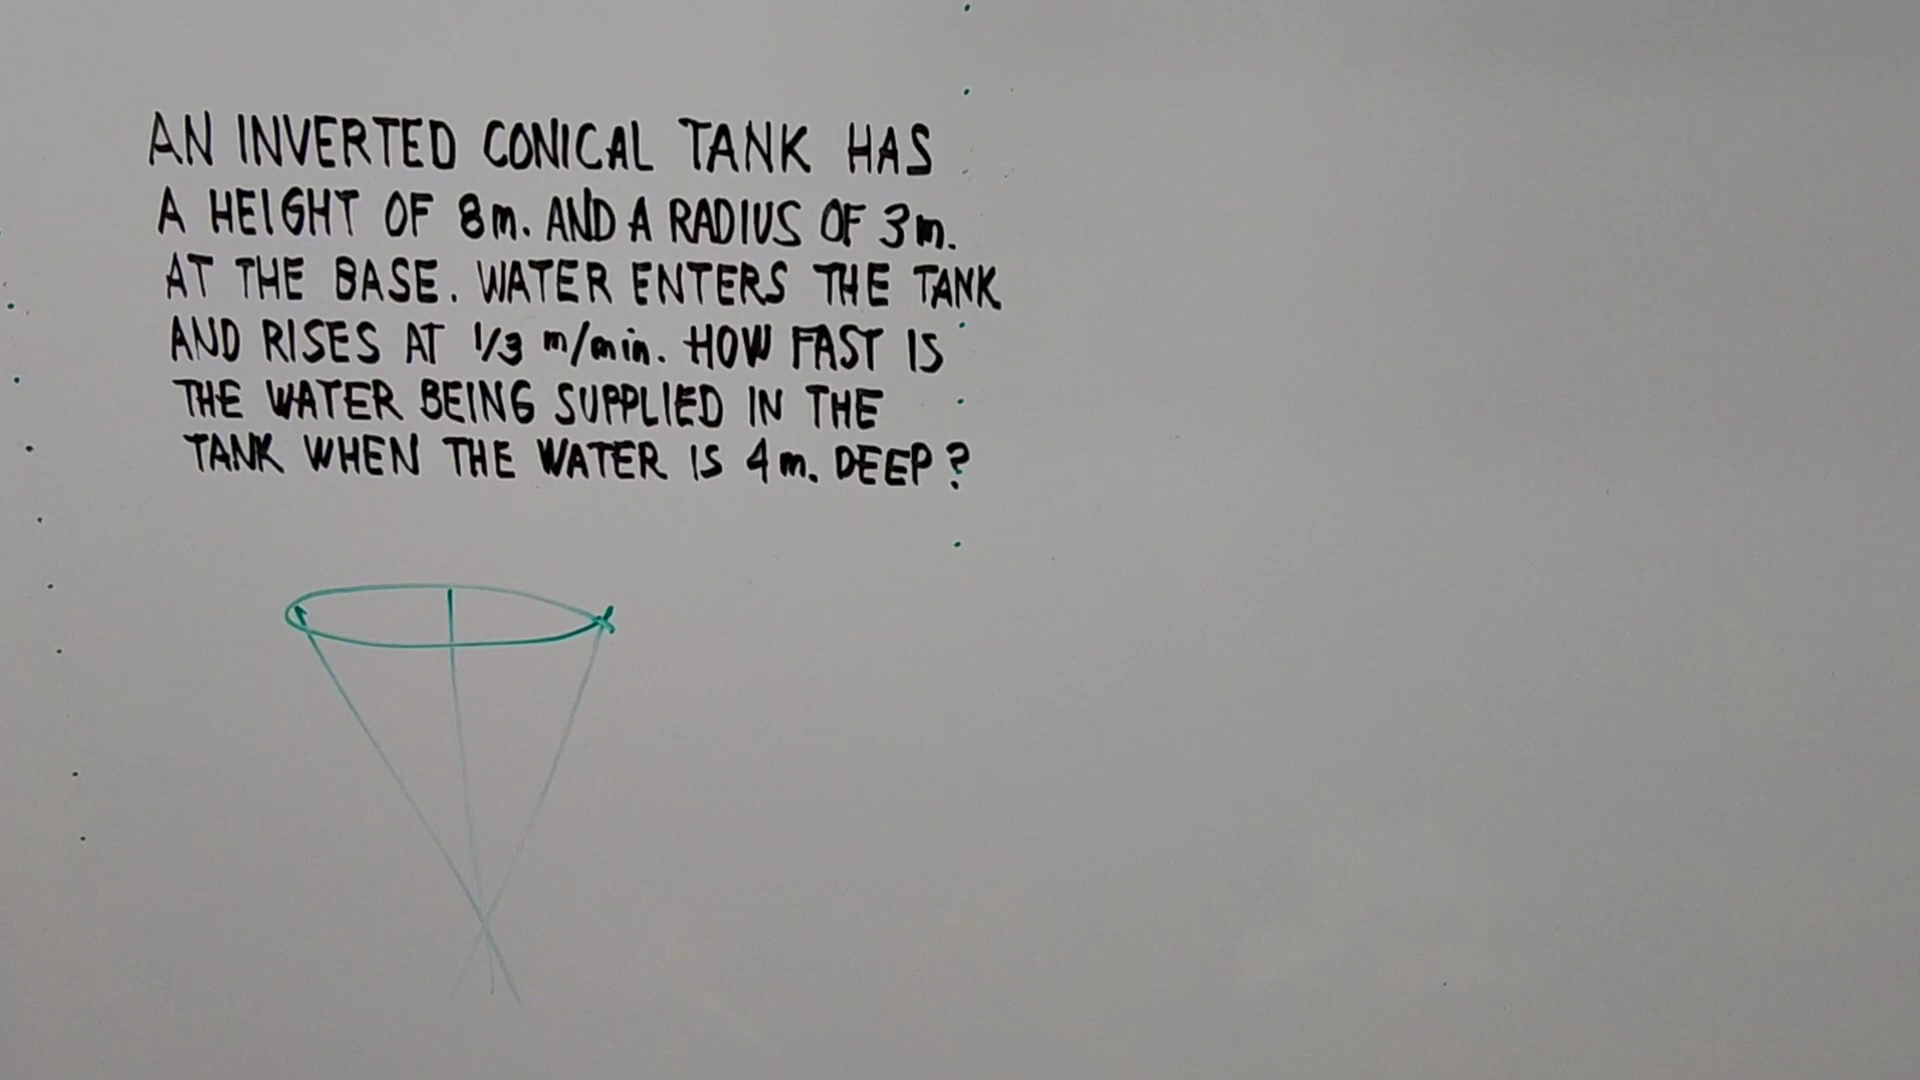 AN INVERTED CONICAL TANK HAS
A HEIGHT OF 8m. AND A RADIUS OF 3m.
AT THE BASE. WATER ENTERS THE TANK
AND RISES AT 1/3 m/min. HOW FAST IS
THE WATER BEING SUPPLIED IN THE
TANK WHEN THE WATER IS 4m. DEEP?